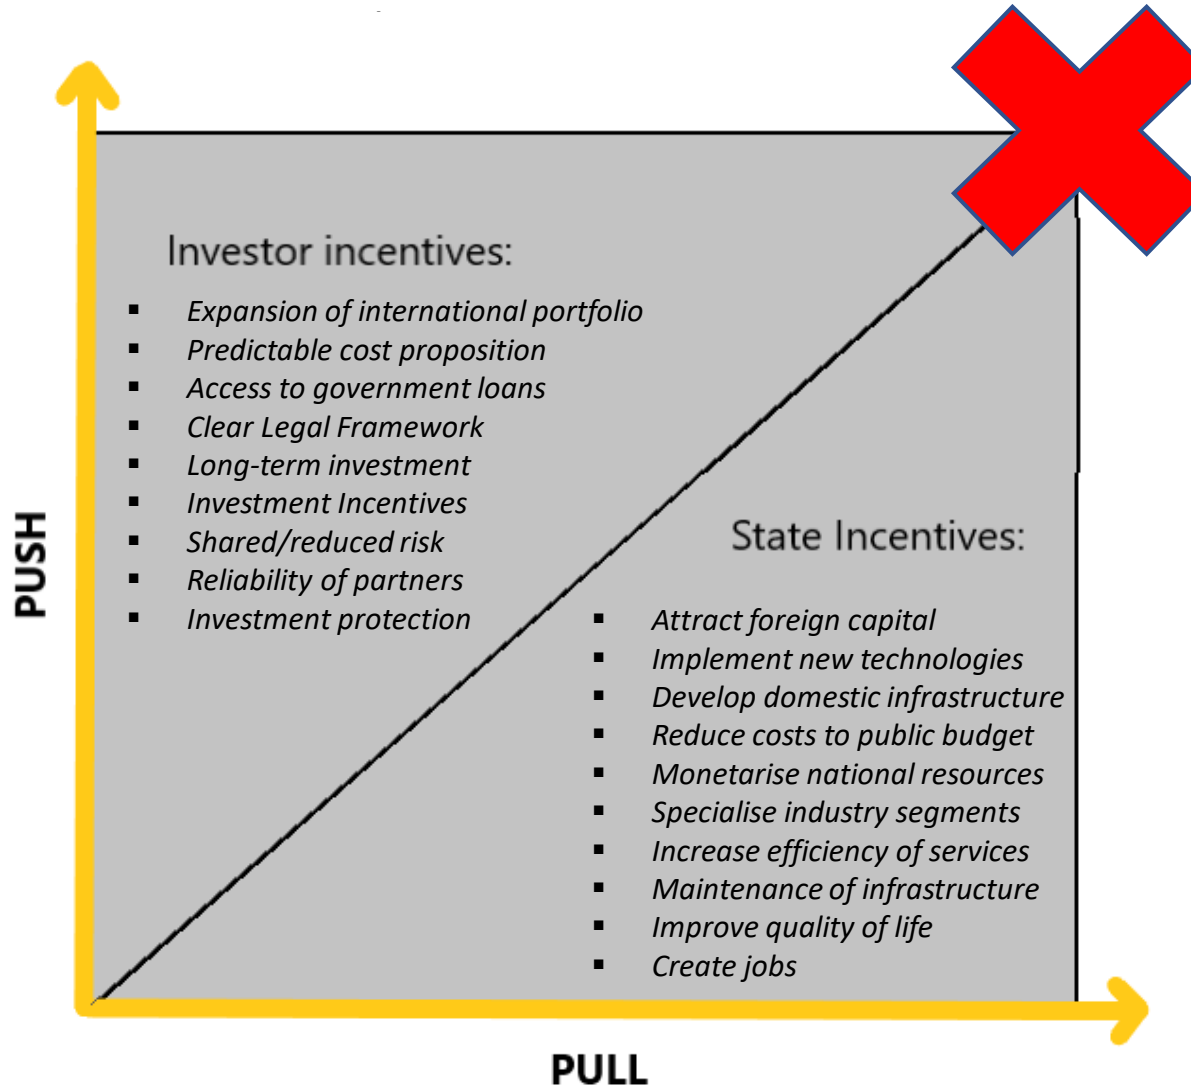 Investor incentives:
▪ Expansion of international portfolio
▪ Predictable cost proposition
▪ Access to government loans
▪ Clear Legal Framework
▪ Long-term investment
▪ Investment Incentives
▪ Shared/reduced risk
▪ Reliability of partners
▪ Investment protection
PUSH
State Incentives:
▪ Attract foreign capital
▪ Implement new technologies
▪ Develop domestic infrastructure
▪ Reduce costs to public budget
▪ Monetarise national resources
▪ Specialise industry segments
▪ Increase efficiency of services
▪ Maintenance of infrastructure
▪ Improve quality of life
▪ Create jobs
PULL